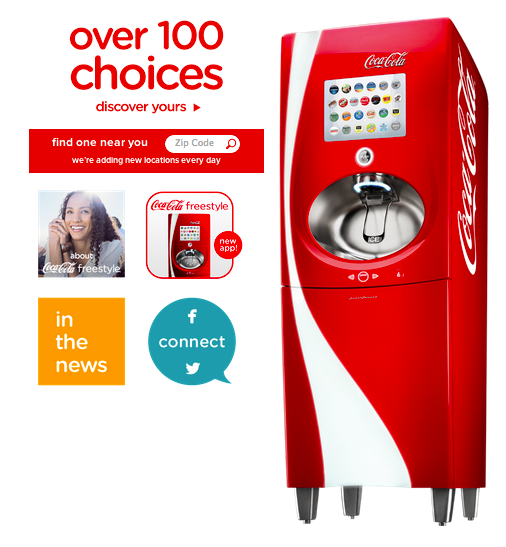 over 100
choices
discover yours
find one near you
Zip Code
we're adding new locations every day
about
Coca-Cola freestyle
Coca-Cola freestyle
new
app!
in
the
news
connect
Coca-Cola
Coca-Cola
ICE